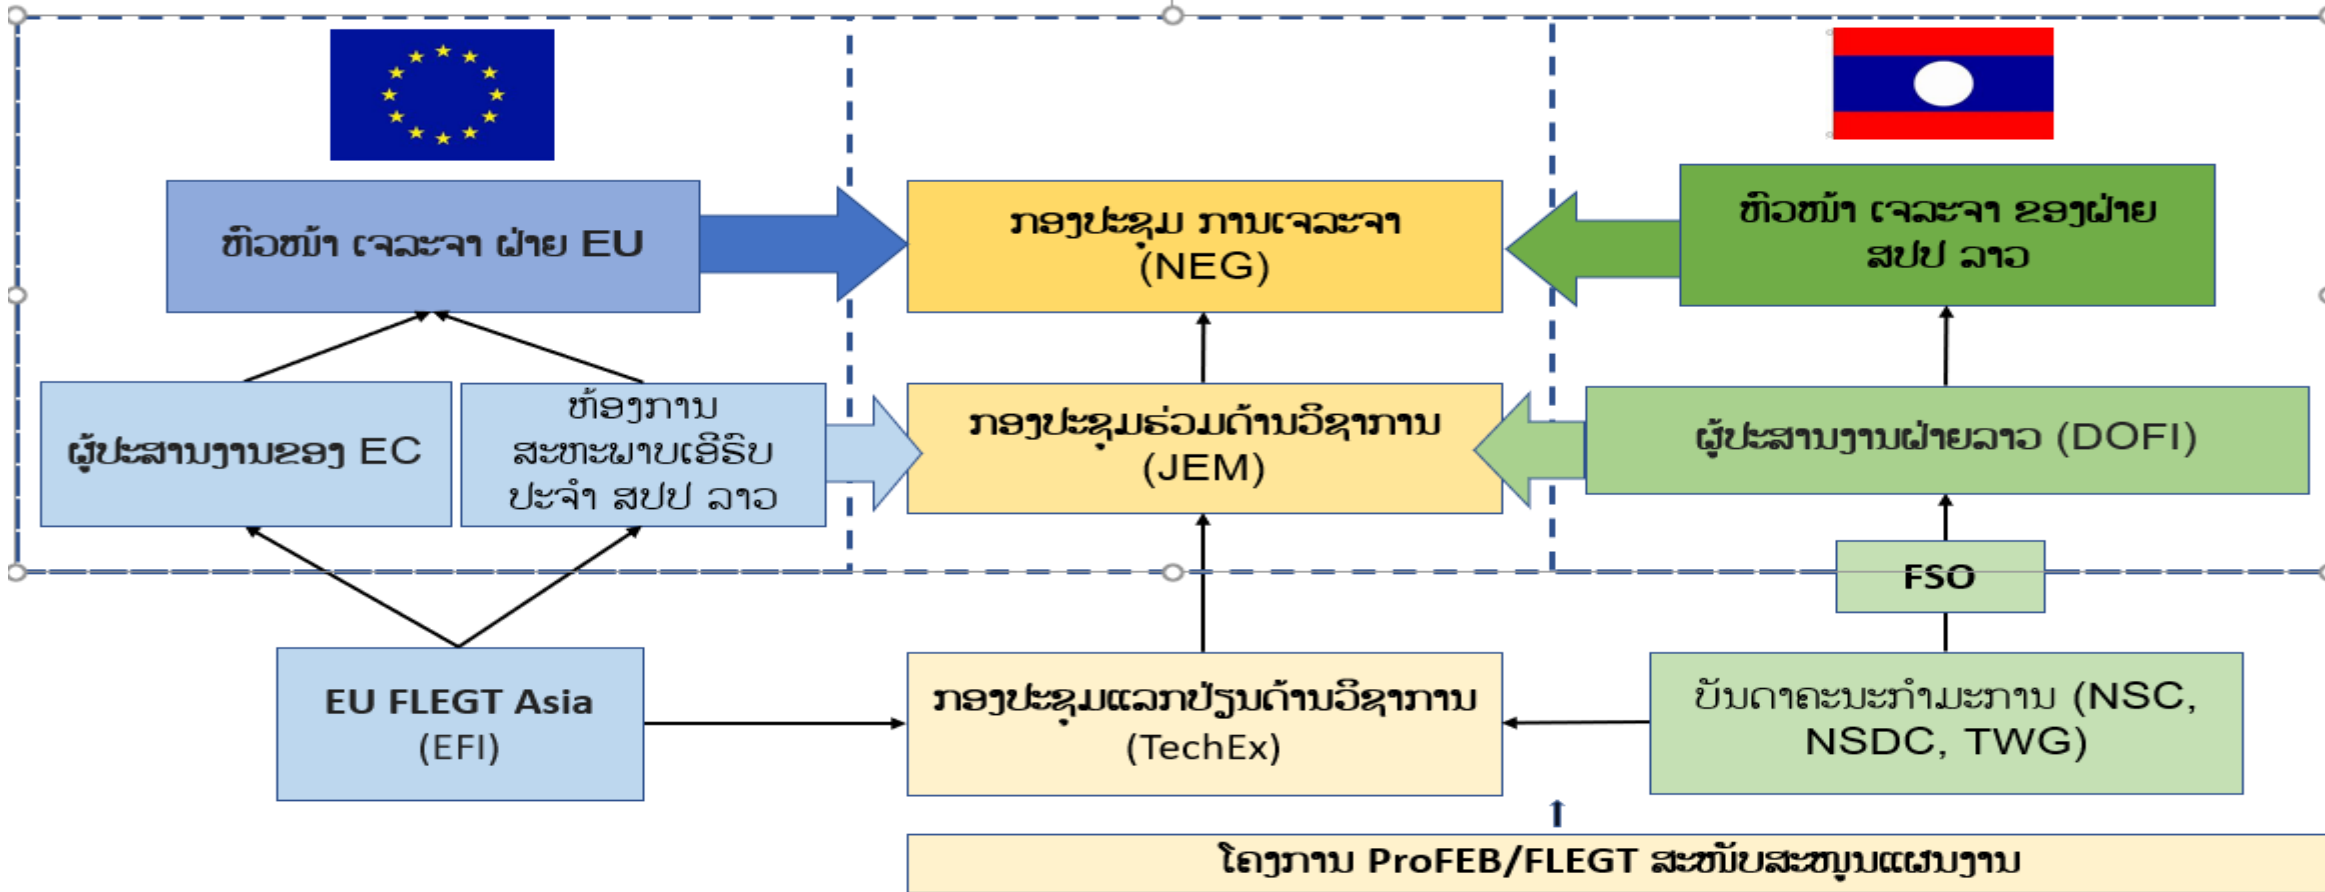 ຫົວໜ້າ ເຈລະຈາ ຝ່າຍ EU
ກອງປະຊຸມ ການເຈລະຈາ
(NEG)
ຫົວໜ້າ ເຈລະຈາ ຂອງຝ່າຍ
ສປປ ລາວ
ຜູ້ປະສານງານຂອງ EC
ຫ້ອງການ
ສະຫະພາບເອີຣົບ
ປະຈຳ ສປປ ລາວ
ກອງປະຊຸມຮ່ວມດ້ານວິຊາການ
(JEM)
ຜູ້ປະສານງານຝ່າຍລາວ (DOFI)
FSO
EU FLEGT Asia
(EFI)
ກອງປະຊຸມແລກປ່ຽນດ້ານວິຊາການ
(TechEx)
ບັນດາຄະນະກຳມະການ (NSC,
NSDC, TWG)
ໂຄງການ ProFEB/FLEGT ສະໜັບສະໜູນແຜນງານ